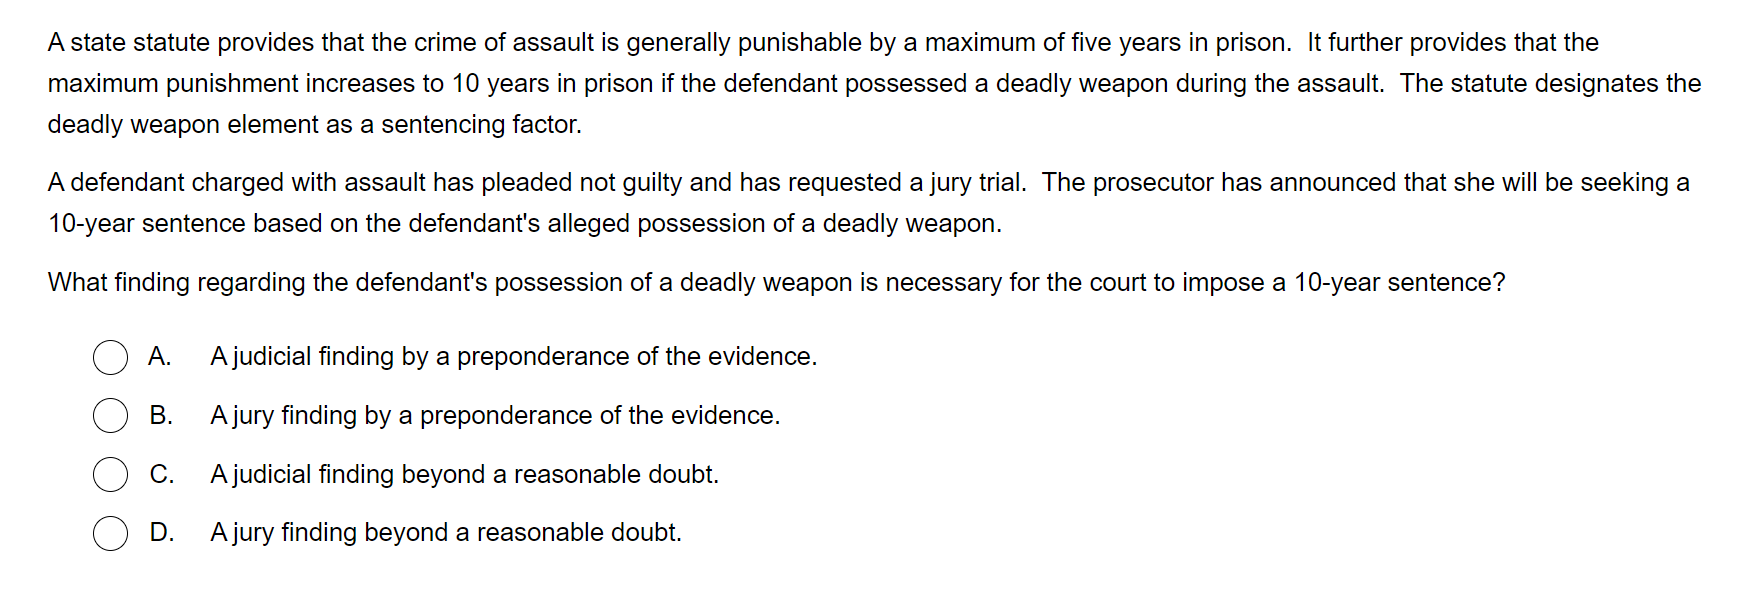 A state statute provides that the crime of assault is generally punishable by a maximum of five years in prison.  It further provides that the
maximum punishment increases to 10 years in prison if the defendant possessed a deadly weapon during the assault.  The statute designates the
deadly weapon element as a sentencing factor.
A defendant charged with assault has pleaded not guilty and has requested a jury trial.  The prosecutor has announced that she will be seeking a
10-year sentence based on the defendant's alleged possession of a deadly weapon.
What finding regarding the defendant's possession of a deadly weapon is necessary for the court to impose a 10-year sentence?
A. A judicial finding by a preponderance of the evidence.
B. A jury finding by a preponderance of the evidence.
C. A judicial finding beyond a reasonable doubt.
D. A jury finding beyond a reasonable doubt.